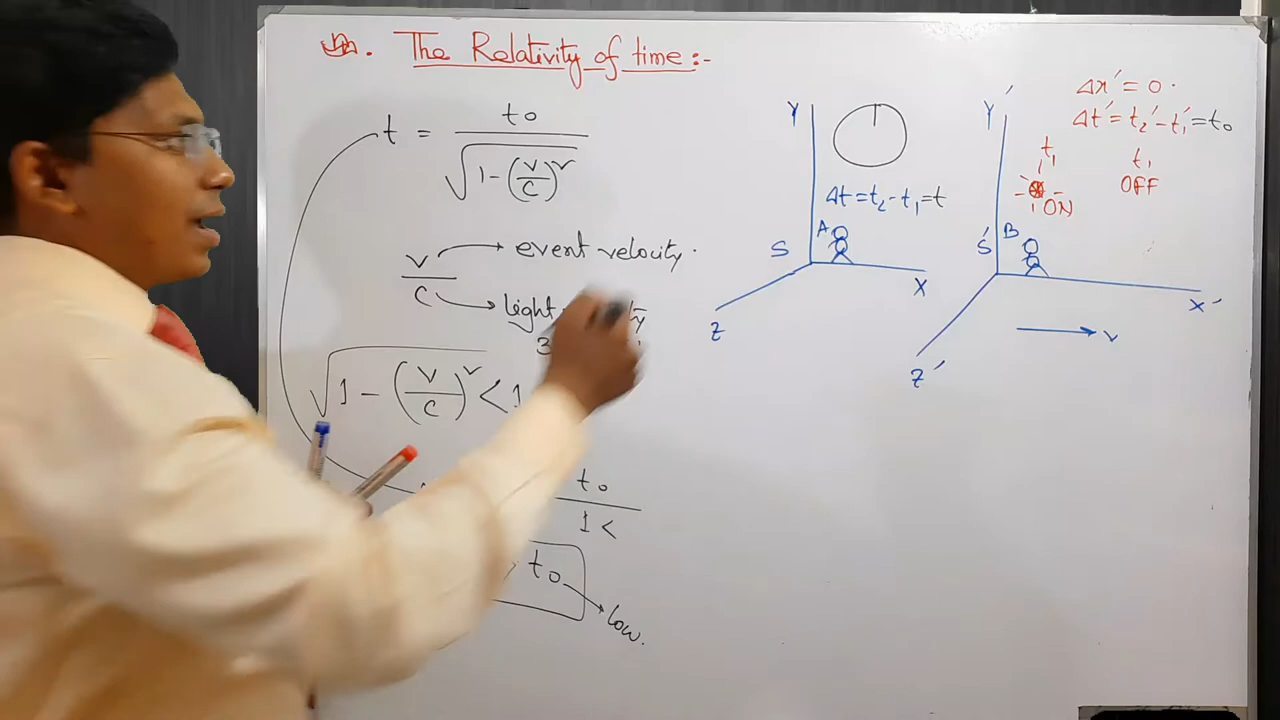 The Relativity of time:-
t = t₀ / √(1-(v/c)²)
v → event velocity.
c → light
3
√(1-(v/c)²) < 1
t₀
1 <
t₀
low.
Y
Δt = t₂ - t₁ = t
S
A
X
Z
Δx′ = 0.
Δt′ = t₂′ - t₁′ = t₀
Y′
t₁
t₁
OFF
ON
S′
B
X′
Z′
v